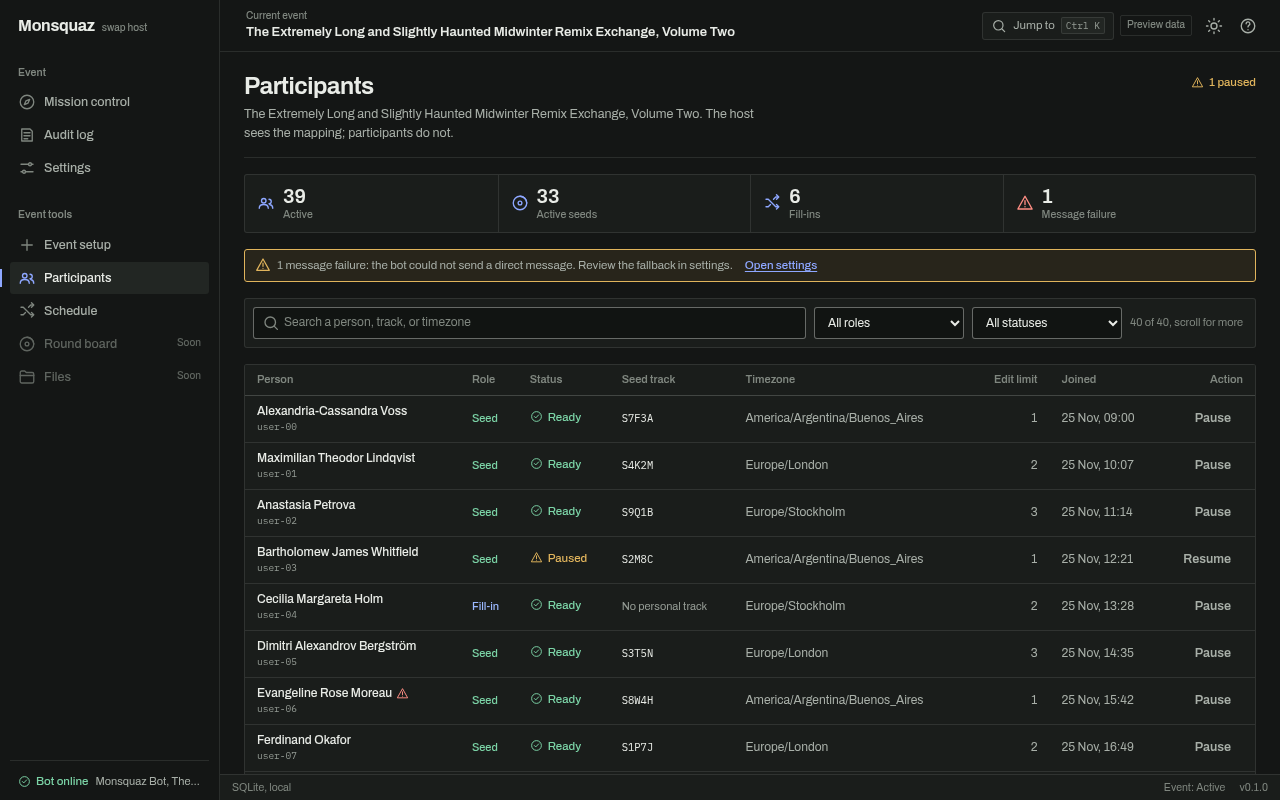 Monsquaz swap host
Event
Mission control
Audit log
Settings
Event tools
Event setup
Participants
Schedule
Round board Soon
Files Soon
Bot online Monsquaz Bot, The...
Current event
The Extremely Long and Slightly Haunted Midwinter Remix Exchange, Volume Two
Jump to Ctrl K
Preview data
Participants
1 paused
The Extremely Long and Slightly Haunted Midwinter Remix Exchange, Volume Two. The host
sees the mapping; participants do not.
39
Active
33
Active seeds
6
Fill-ins
1
Message failure
1 message failure: the bot could not send a direct message. Review the fallback in settings. Open settings
Search a person, track, or timezone
All roles
All statuses
40 of 40, scroll for more
Person Role Status Seed track Timezone Edit limit Joined Action
Alexandria-Cassandra Voss
user-00
Seed Ready S7F3A America/Argentina/Buenos_Aires 1 25 Nov, 09:00 Pause
Maximilian Theodor Lindqvist
user-01
Seed Ready S4K2M Europe/London 2 25 Nov, 10:07 Pause
Anastasia Petrova
user-02
Seed Ready S9Q1B Europe/Stockholm 3 25 Nov, 11:14 Pause
Bartholomew James Whitfield
user-03
Seed Paused S2M8C America/Argentina/Buenos_Aires 1 25 Nov, 12:21 Resume
Cecilia Margareta Holm
user-04
Fill-in Ready No personal track Europe/Stockholm 2 25 Nov, 13:28 Pause
Dimitri Alexandrov Bergström
user-05
Seed Ready S3T5N Europe/London 3 25 Nov, 14:35 Pause
Evangeline Rose Moreau
user-06
Seed Ready S8W4H America/Argentina/Buenos_Aires 1 25 Nov, 15:42 Pause
Ferdinand Okafor
user-07
Seed Ready S1P7J Europe/London 2 25 Nov, 16:49 Pause
SQLite, local
Event: Active v0.1.0